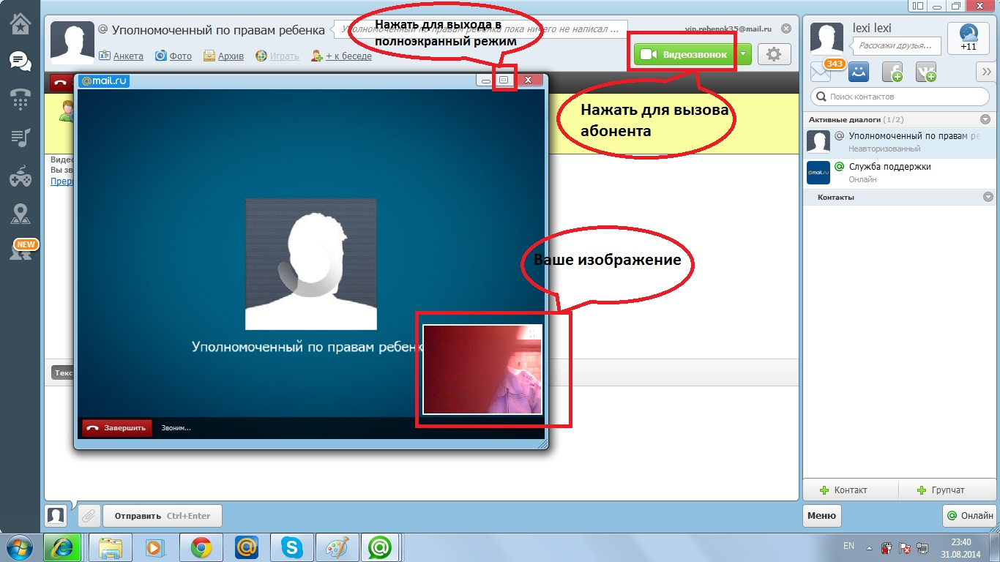 Нажать для выхода в
полноэкранный режим
@ Уполномоченный по правам ребенка
Уполномоченный по правам ребенка пока ничего не написал ...
vip.rebenok35@mail.ru
Анкета Фото Архив Играть + к беседе
Видеозвонок
@mail.ru
Нажать для вызова
абонента
Видео
Вы зв
Прер
Ваше изображение
Уполномоченный по правам ребенк
Завершить Звоним...
Текс
Отправить Ctrl+Enter
lexi lexi
Расскажи друзья...
+11
343
Поиск контактов
Активные диалоги (1/2)
@ Уполномоченный по правам ре
Неавторизованный
@mail.ru
@ Служба поддержки
Онлайн
Контакты
Контакт Групчат
Меню @ Онлайн
NEW
EN
23:40
31.08.2014